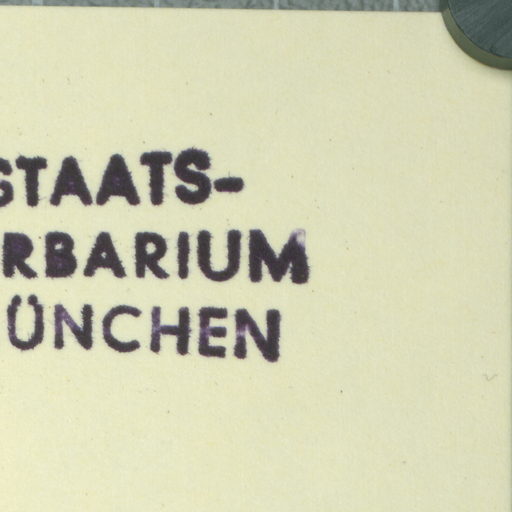 STAATS-
RBARIUM
ÜNCHEN